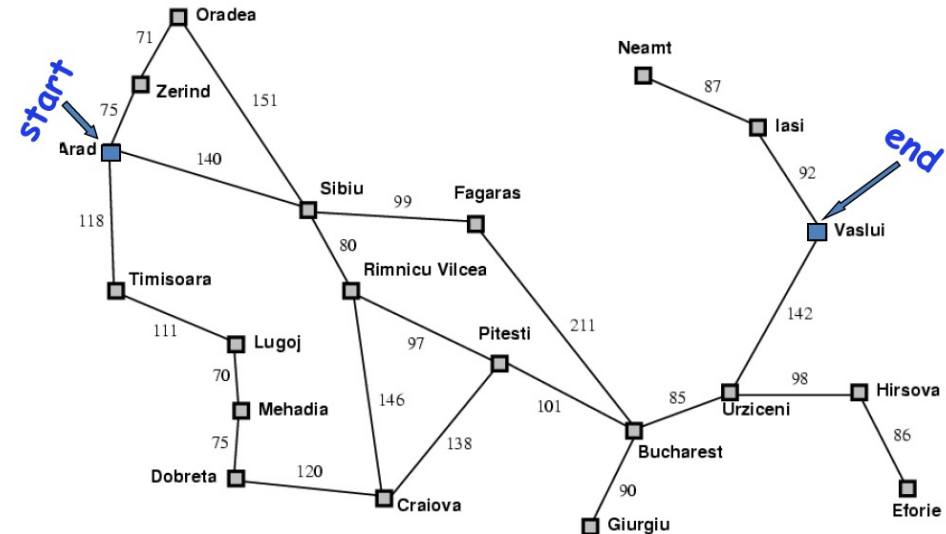 Oradea
71
Neamt
87
Zerind
151
start
75
Iasi
end
Arad
140
92
Sibiu
Fagaras
99
118
Vaslui
80
Rimnicu Vilcea
Timisoara
142
111
Pitesti
211
Lugoj
97
70
98
Hirsova
146
101
85
Urziceni
Mehadia
138
86
75
Bucharest
Dobreta
120
90
Craiova
Eforie
Giurgiu